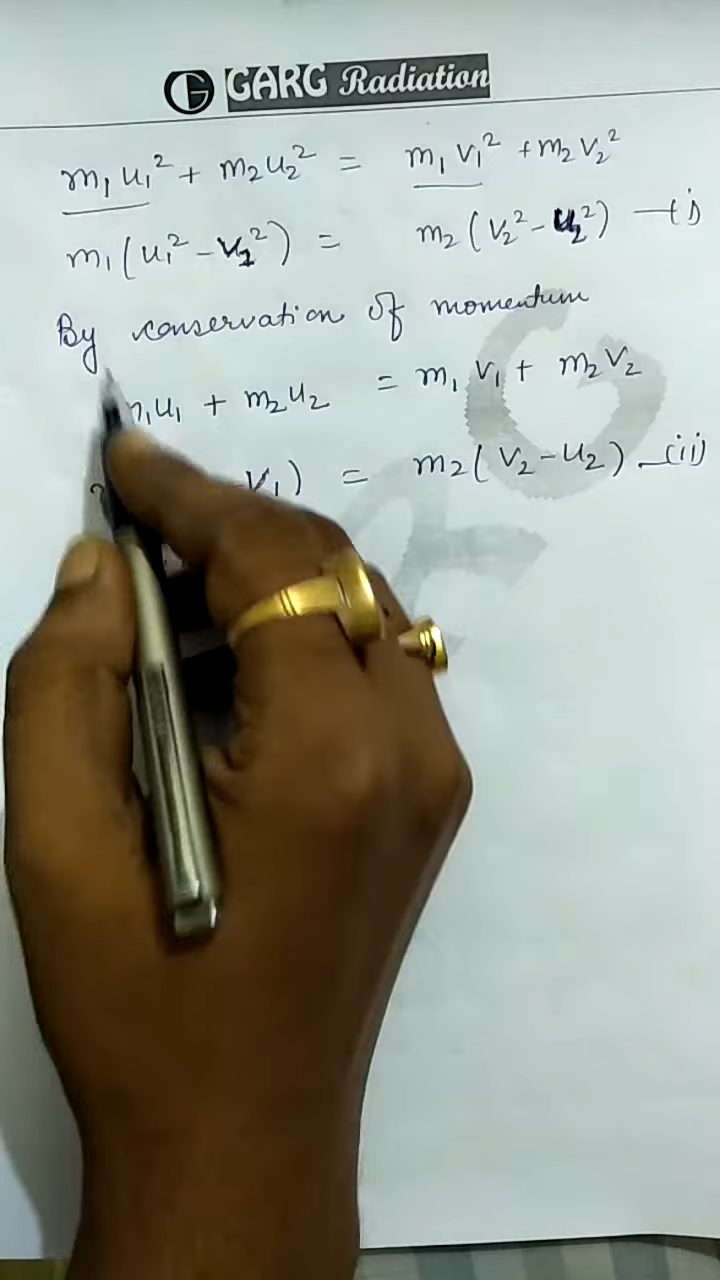 GARG Radiation
m₁u₁² + m₂u₂² = m₁v₁² + m₂v₂²
m₁(u₁² - v₂²) = m₂(v₂² - u₂²) —(i)
By conservation of momentum
m₁u₁ + m₂u₂ = m₁v₁ + m₂v₂
-v₁) = m₂(v₂ - u₂) —(ii)